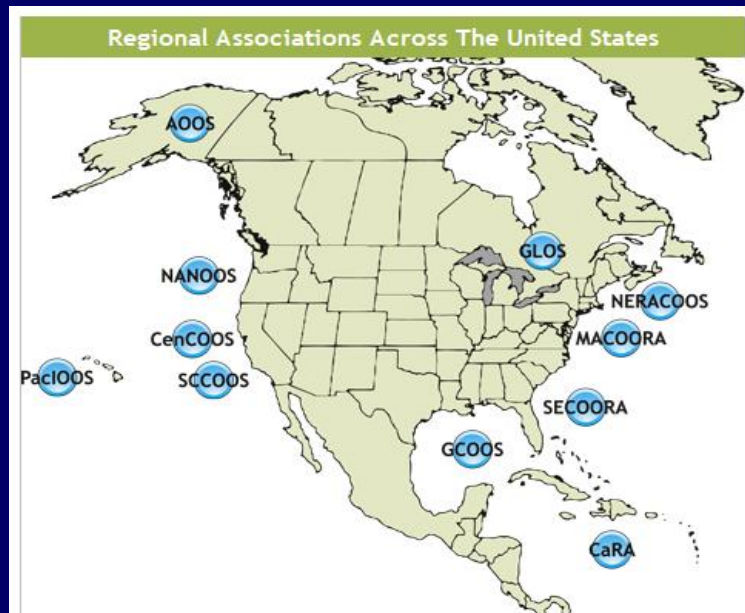 Regional Associations Across The United States
AOOS
GLOS
NANOOS
NERACOOS
CenCOOS
MACOORA
PacIOOS
SCCOOS
SECOORA
GCOOS
CaRA